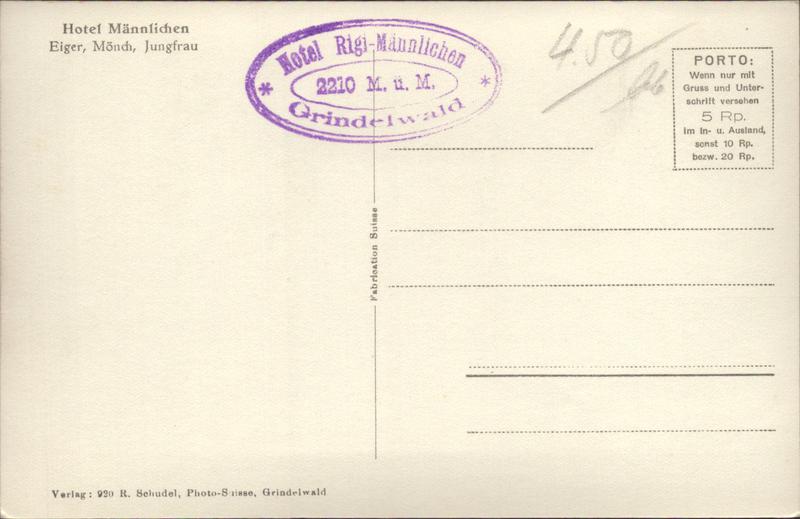 Hotel Männlichen
Eiger, Mönch, Jungfrau
* Hotel Rigi-Männlichen *
2210 M. ü. M.
Grindelwald
4.50
PORTO:
Wenn nur mit
Gruss und Unter-
schrift versehen
5 Rp.
im In- u. Ausland,
sonst 10 Rp.
bezw. 20 Rp.
Fabrication Suisse
Verlag: 920 R. Schudel, Photo-Suisse, Grindelwald